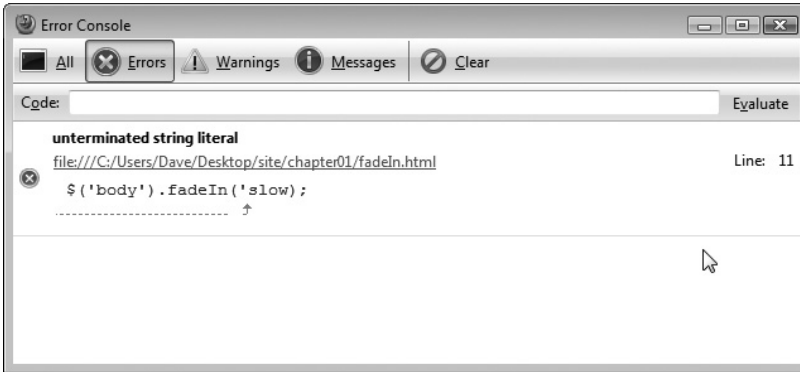 Error Console
All Errors Warnings Messages Clear
Code: Evaluate
unterminated string literal
file:///C:/Users/Dave/Desktop/site/chapter01/fadeIn.html Line: 11
$('body').fadeIn('slow);